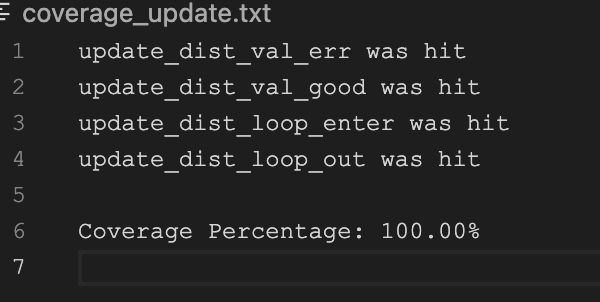 coverage_update.txt
1 update_dist_val_err was hit
2 update_dist_val_good was hit
3 update_dist_loop_enter was hit
4 update_dist_loop_out was hit
5
6 Coverage Percentage: 100.00%
7